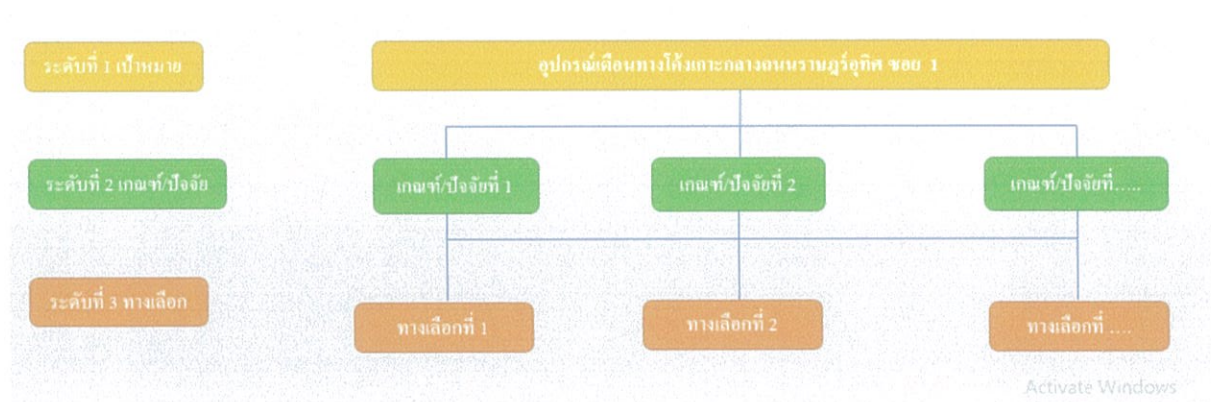 ระดับที่ 1 เป้าหมาย
อุปกรณ์เตือนทางโค้งเกาะกลางถนนราษฎร์อุทิศ ซอย 1
ระดับที่ 2 เกณฑ์/ปัจจัย
เกณฑ์/ปัจจัยที่ 1
เกณฑ์/ปัจจัยที่ 2
เกณฑ์/ปัจจัยที่.....
ระดับที่ 3 ทางเลือก
ทางเลือกที่ 1
ทางเลือกที่ 2
ทางเลือกที่ ....
Activate Windows